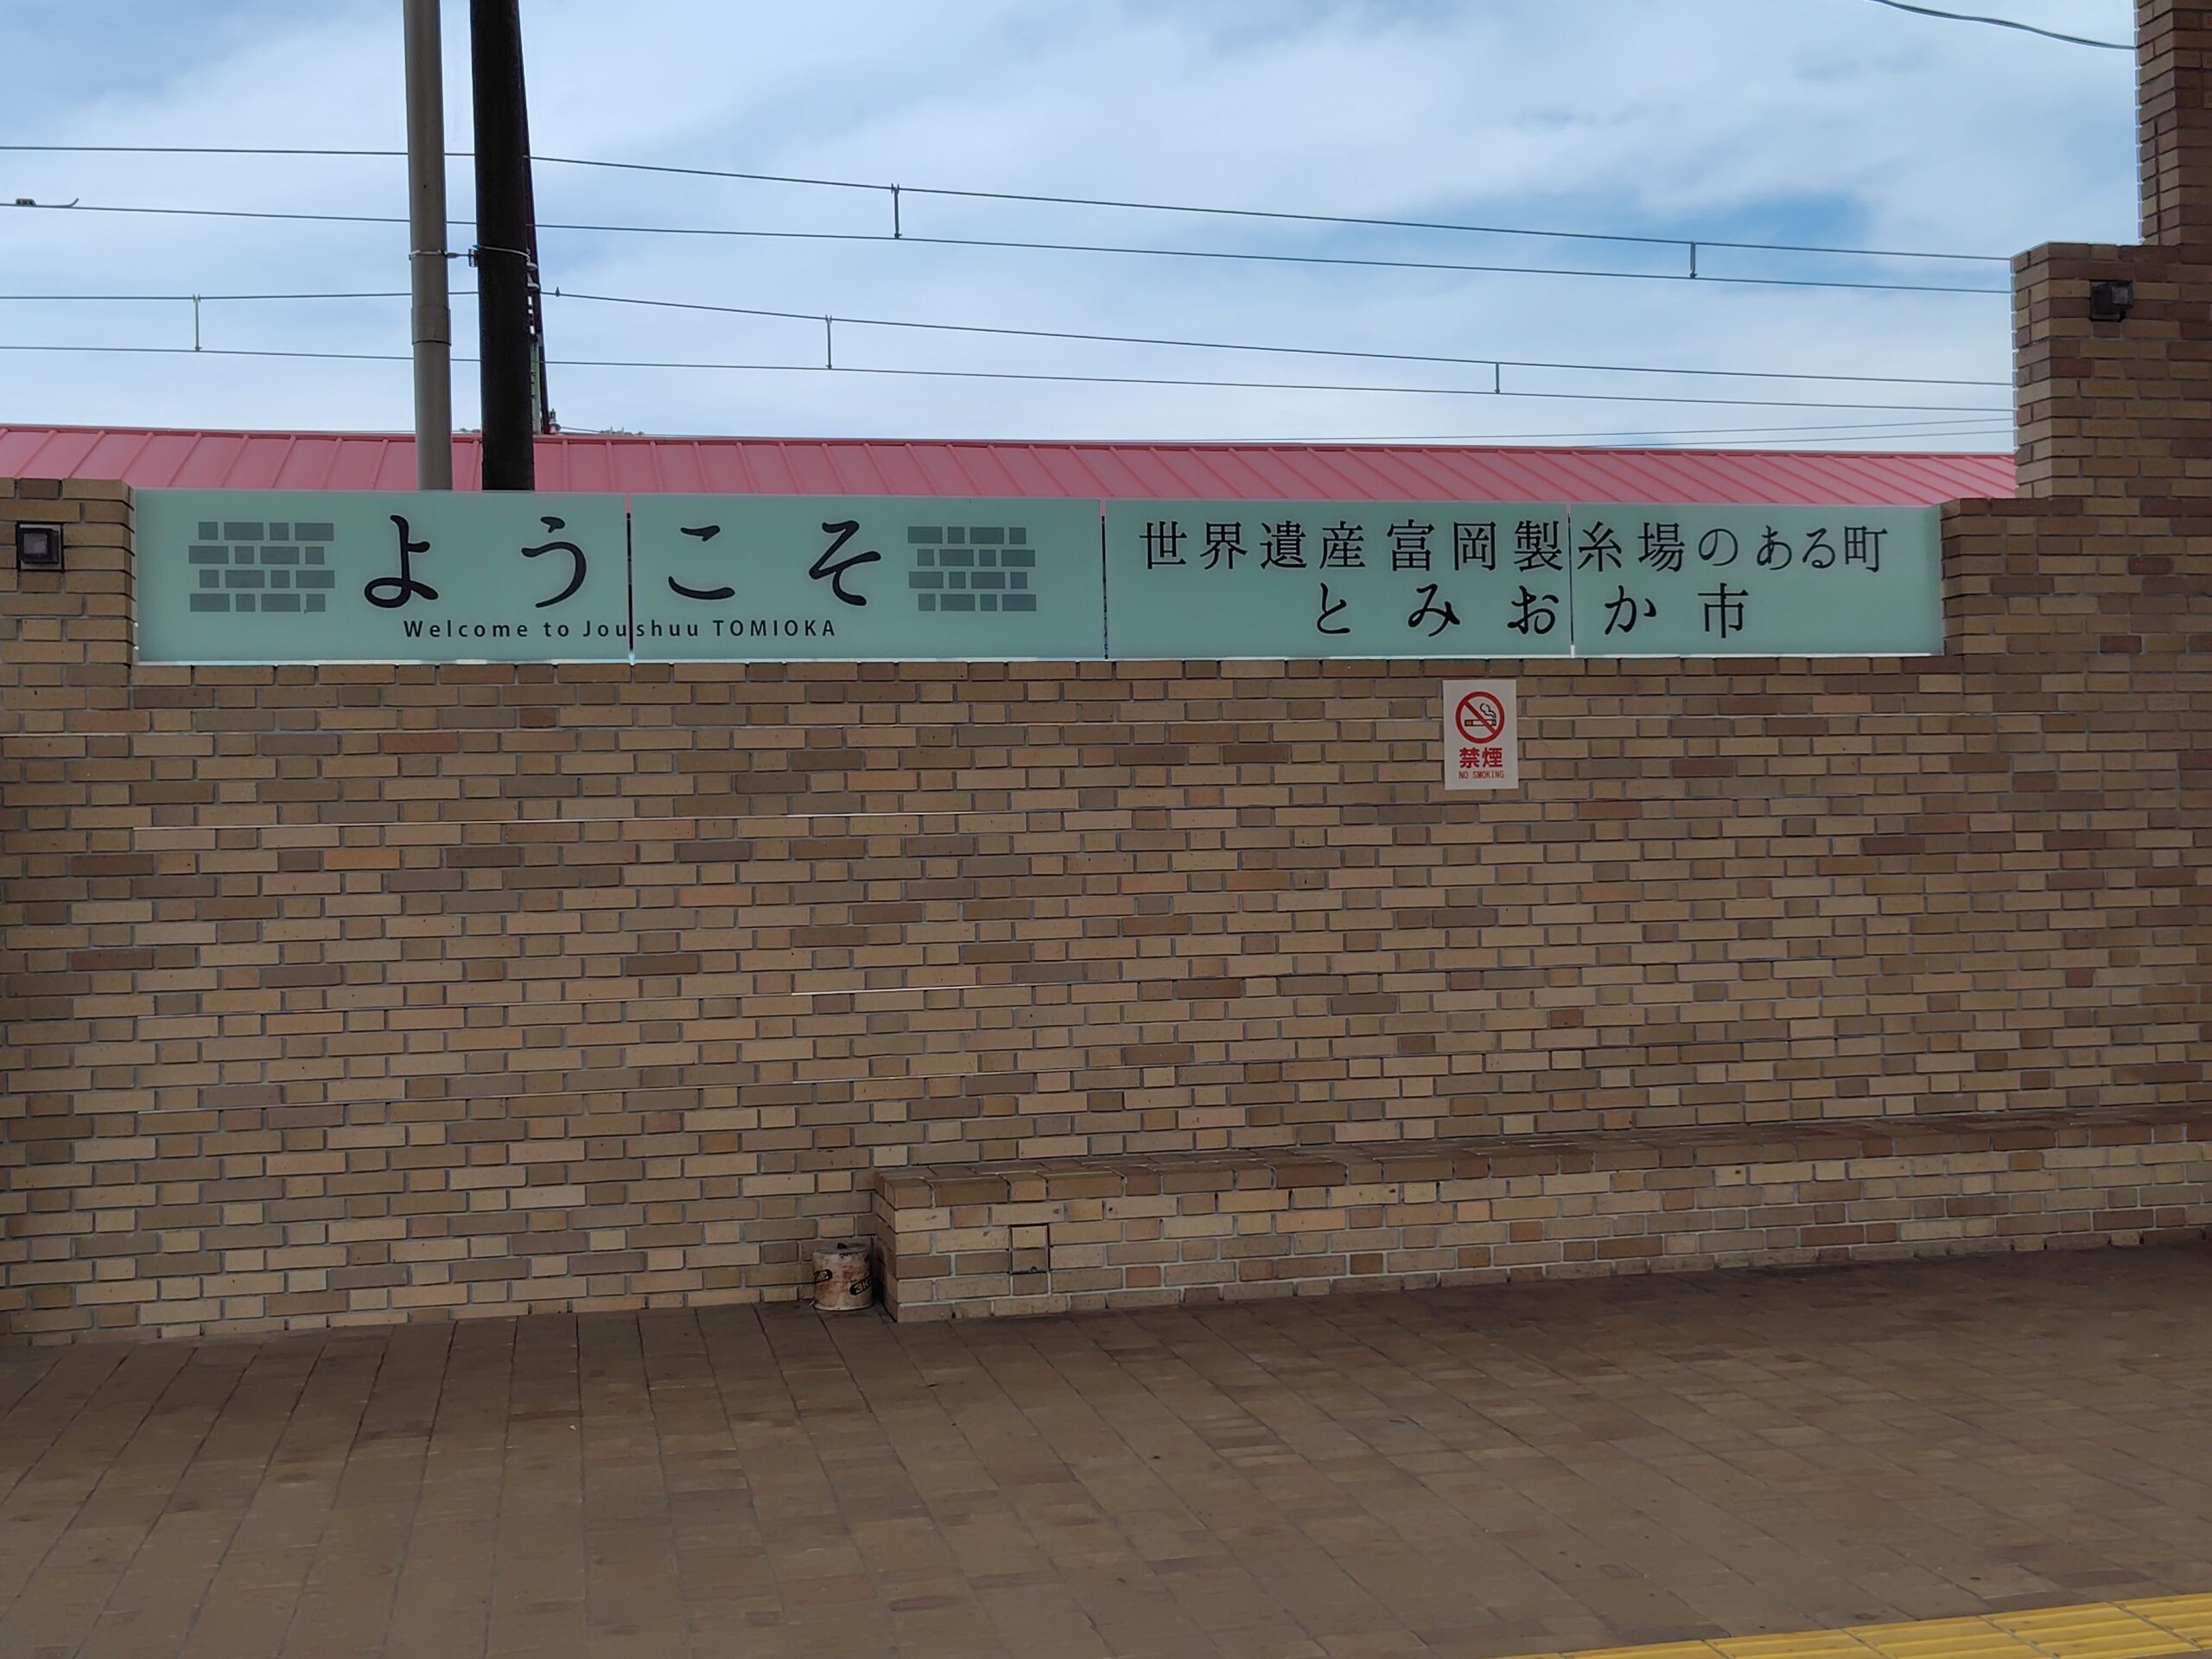 ようこそ
Welcome to Joushuu TOMIOKA
世界遺産富岡製糸場のある町
とみおか市
禁煙
NO SMOKING